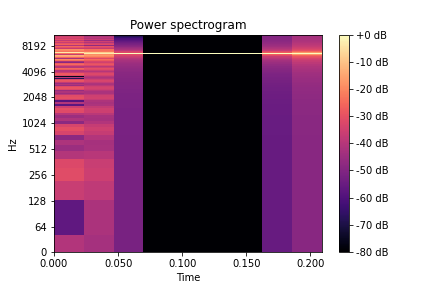 Power spectrogram
Hz
8192
4096
2048
1024
512
256
128
64
0
0.000 0.050 0.100 0.150 0.200
Time
+0 dB
-10 dB
-20 dB
-30 dB
-40 dB
-50 dB
-60 dB
-70 dB
-80 dB